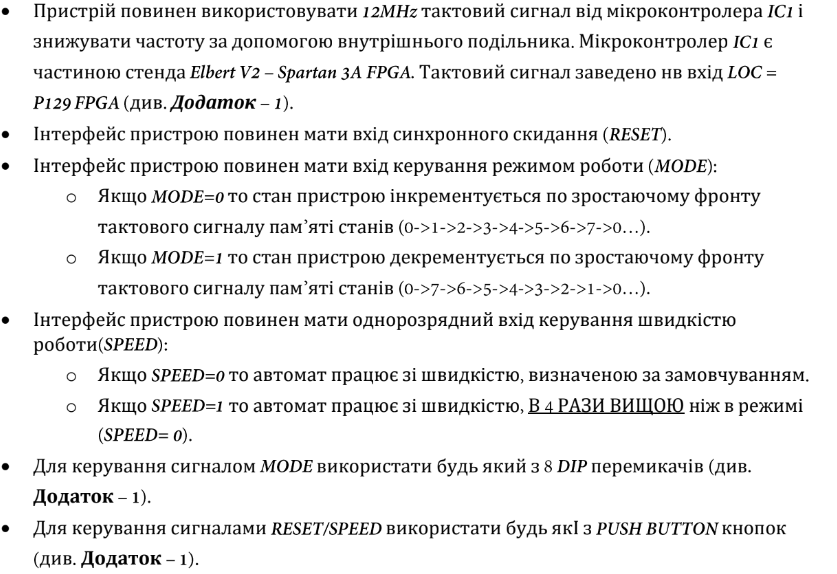 • Пристрій повинен використовувати 12MHz тактовий сигнал від мікроконтролера IC1 і
знижувати частоту за допомогою внутрішнього подільника. Мікроконтролер IC1 є
частиною стенда Elbert V2 – Spartan 3A FPGA. Тактовий сигнал заведено нв вхід LOC =
P129 FPGA (див. Додаток – 1).
• Інтерфейс пристрою повинен мати вхід синхронного скидання (RESET).
• Інтерфейс пристрою повинен мати вхід керування режимом роботи (MODE):
o Якщо MODE=0 то стан пристрою інкрементується по зростаючому фронту
тактового сигналу пам’яті станів (0->1->2->3->4->5->6->7->0…).
o Якщо MODE=1 то стан пристрою декрементується по зростаючому фронту
тактового сигналу пам’яті станів (0->7->6->5->4->3->2->1->0…).
• Інтерфейс пристрою повинен мати однорозрядний вхід керування швидкістю
роботи(SPEED):
o Якщо SPEED=0 то автомат працює зі швидкістю, визначеною за замовчуванням.
o Якщо SPEED=1 то автомат працює зі швидкістю, В 4 РАЗИ ВИЩОЮ ніж в режимі
(SPEED= 0).
• Для керування сигналом MODE використати будь який з 8 DIP перемикачів (див.
Додаток – 1).
• Для керування сигналами RESET/SPEED використати будь якІ з PUSH BUTTON кнопок
(див. Додаток – 1).